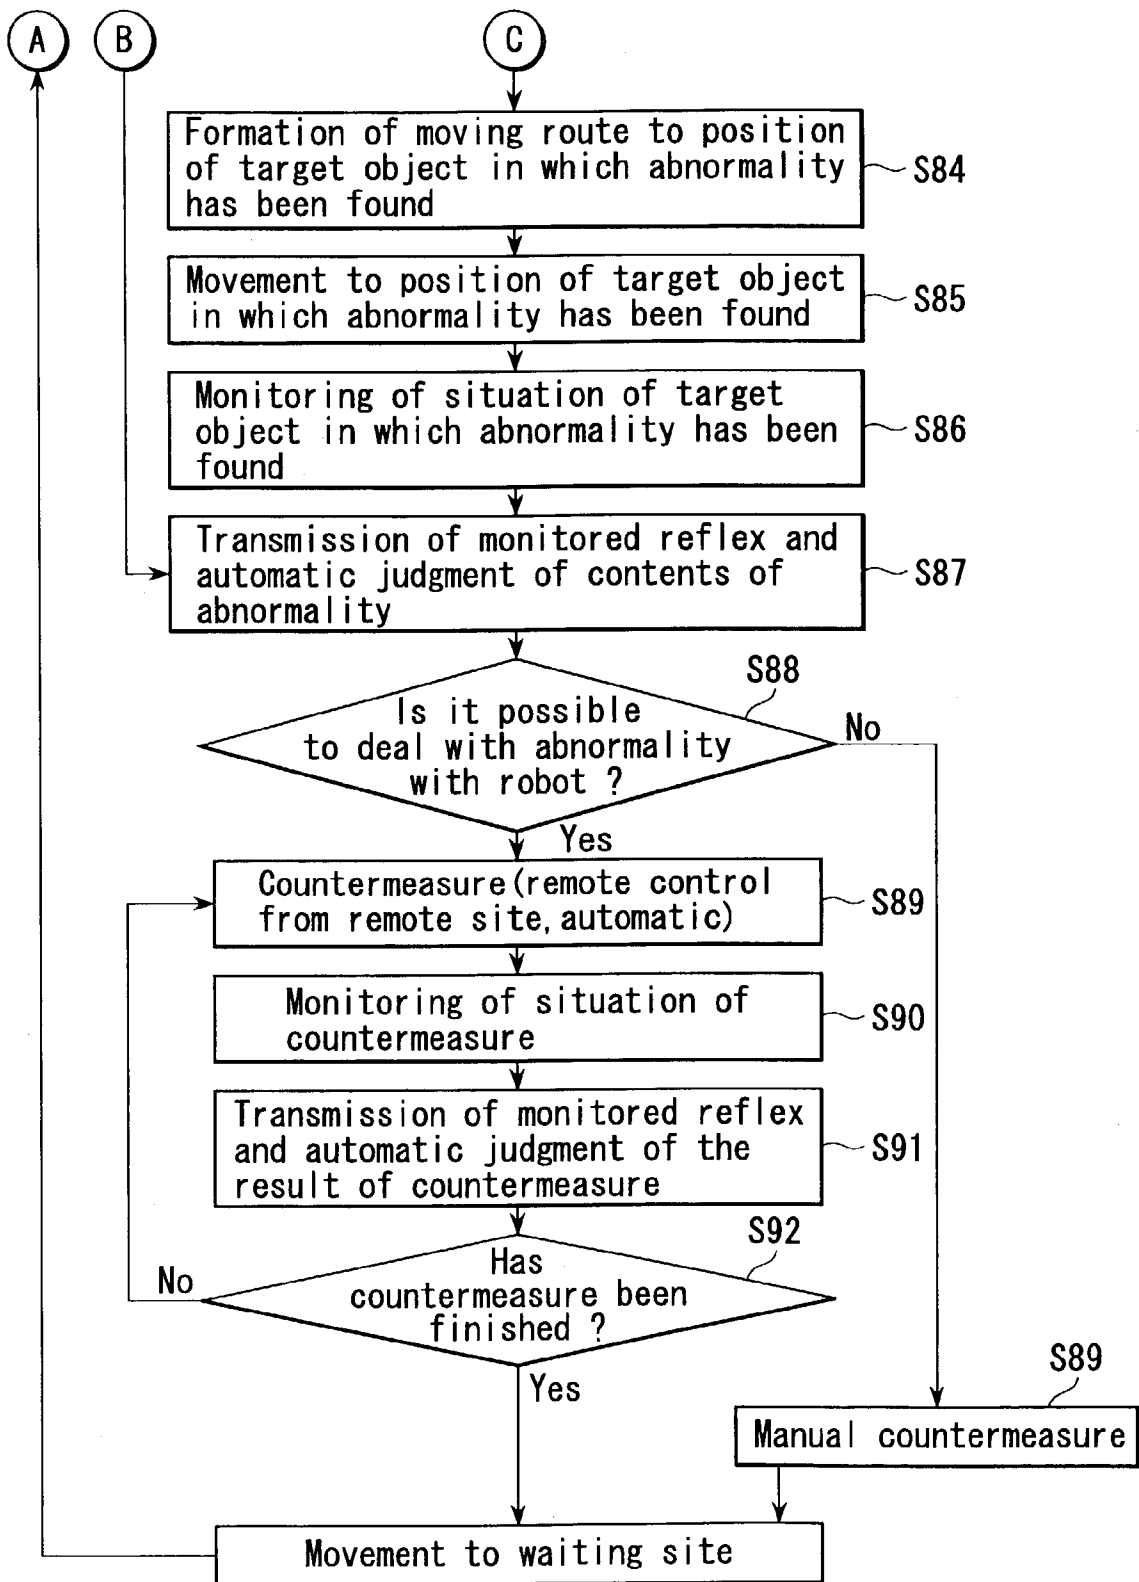 A
B
C
Formation of moving route to position
of target object in which abnormality
has been found
S84
Movement to position of target object
in which abnormality has been found
S85
Monitoring of situation of target
object in which abnormality has been
found
S86
Transmission of monitored reflex and
automatic judgment of contents of
abnormality
S87
S88
Is it possible
to deal with abnormality
with robot ?
No
Yes
Countermeasure(remote control
from remote site, automatic)
S89
Monitoring of situation of
countermeasure
S90
Transmission of monitored reflex
and automatic judgment of the
result of countermeasure
S91
S92
Has
countermeasure been
finished ?
No
Yes
S89
Manual countermeasure
Movement to waiting site